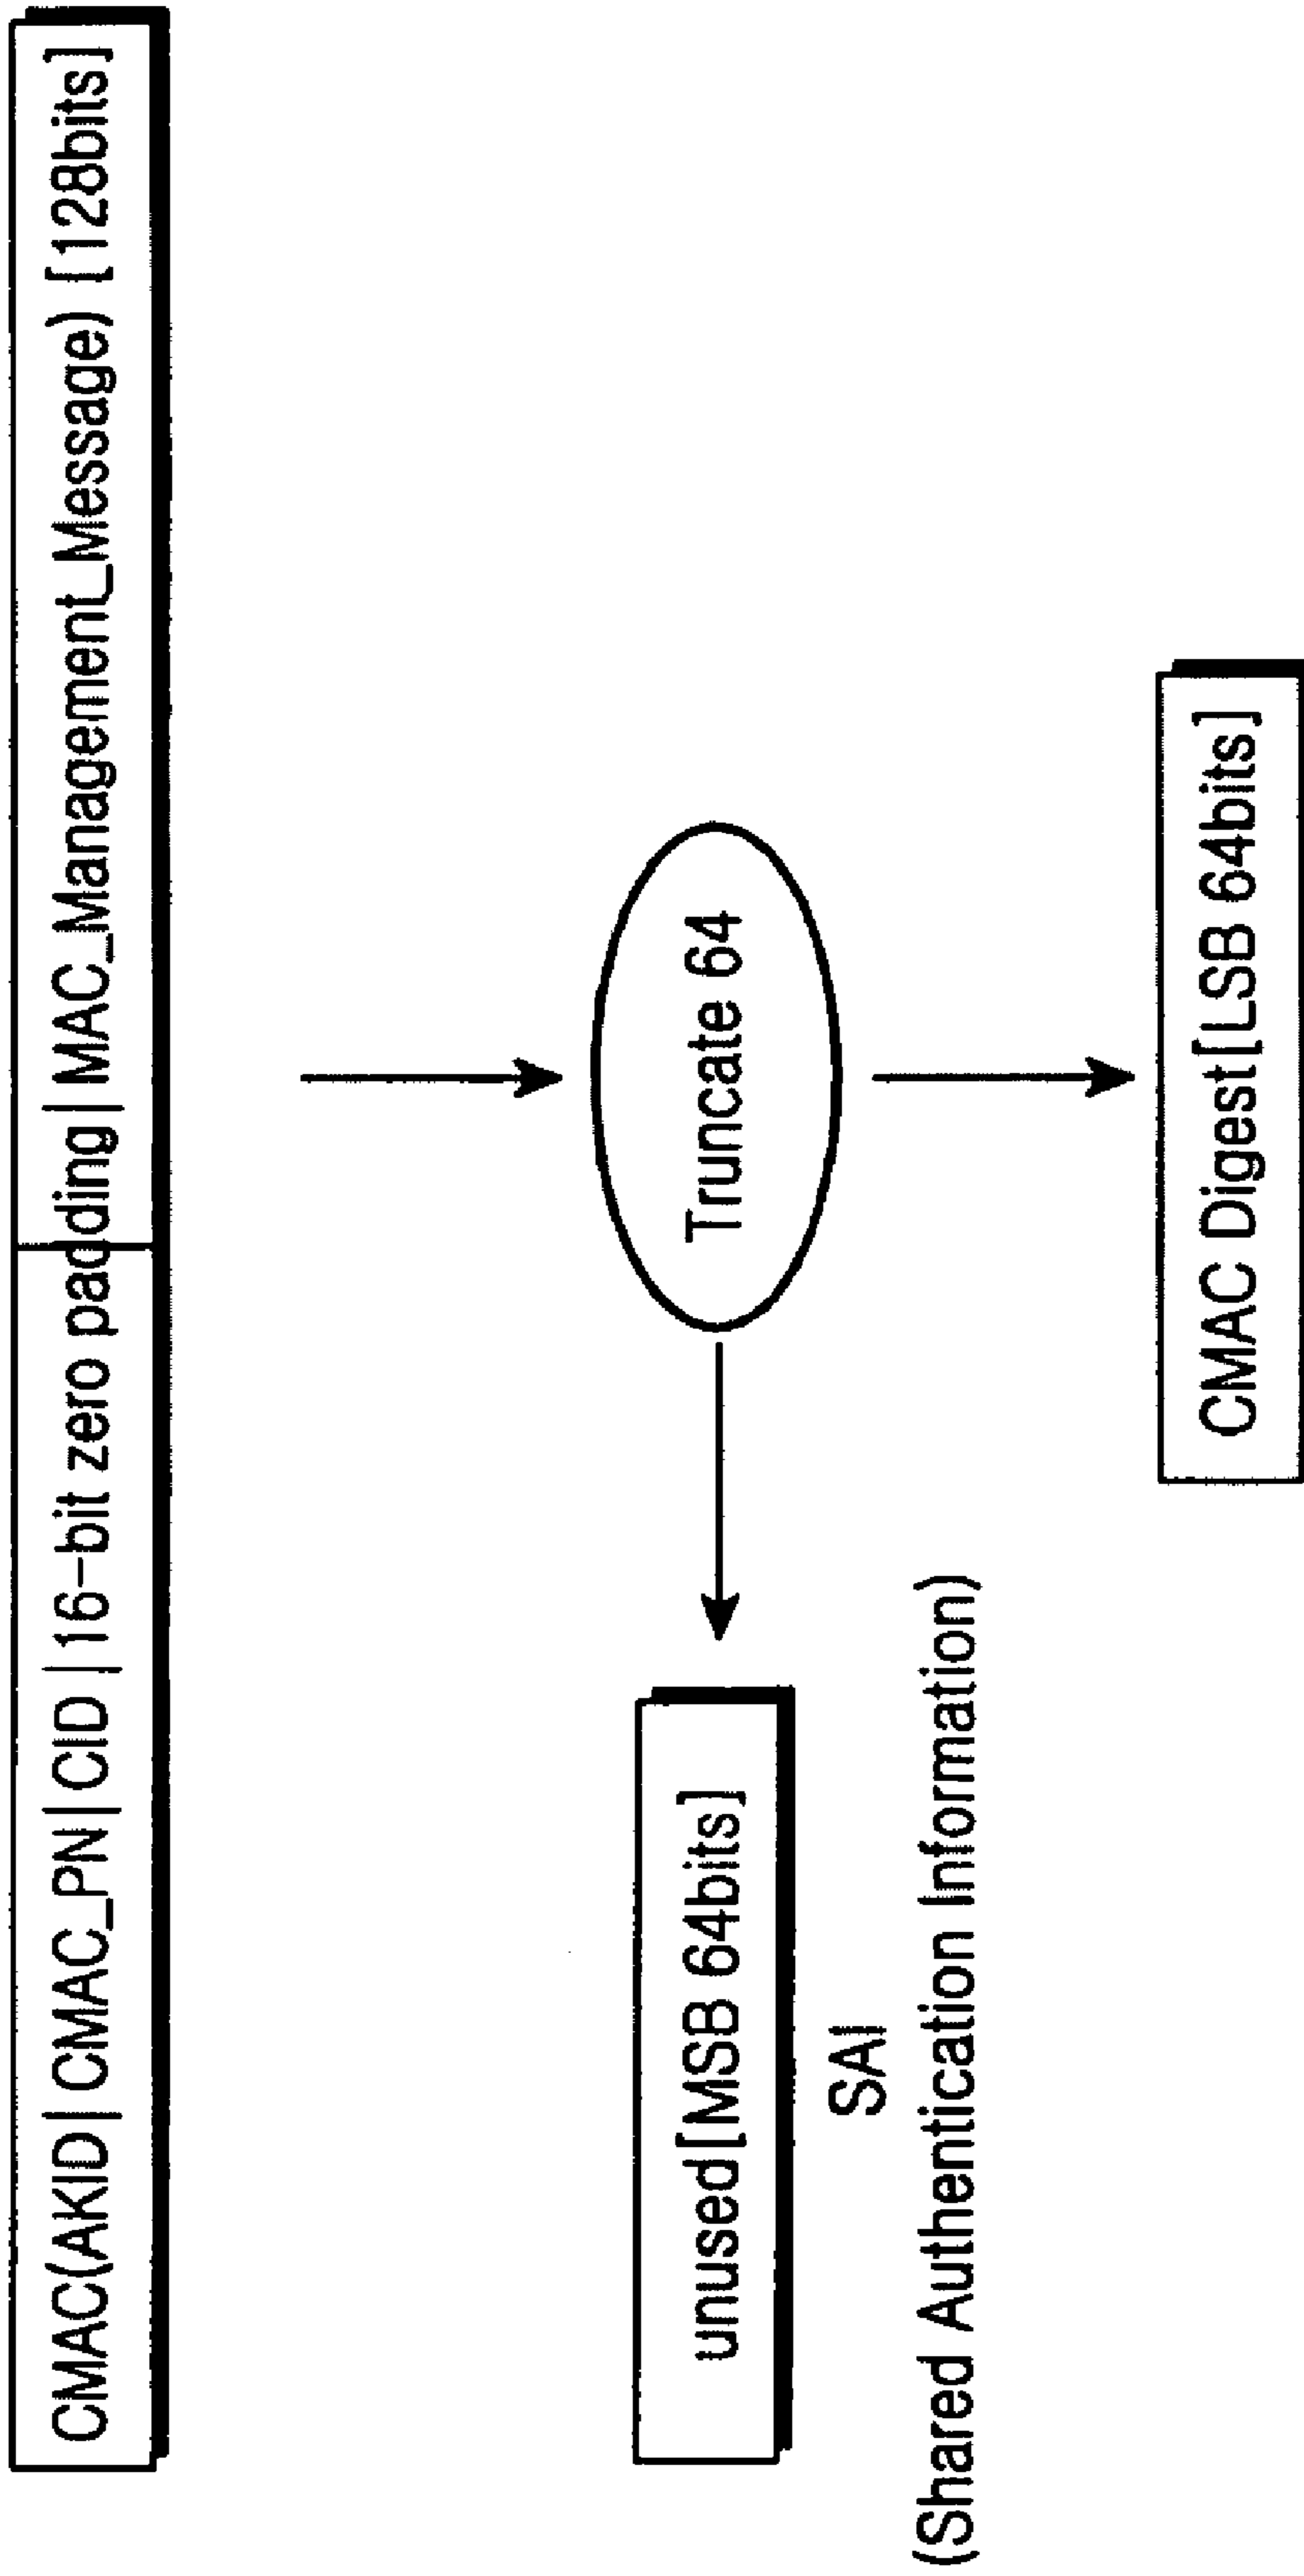 CMAC(AKID|CMAC_PN|CID|16-bit zero padding|MAC_Management_Message) [128bits]
Truncate 64
unused[MSB 64bits]
SAI
(Shared Authentication Information)
CMAC Digest[LSB 64bits]